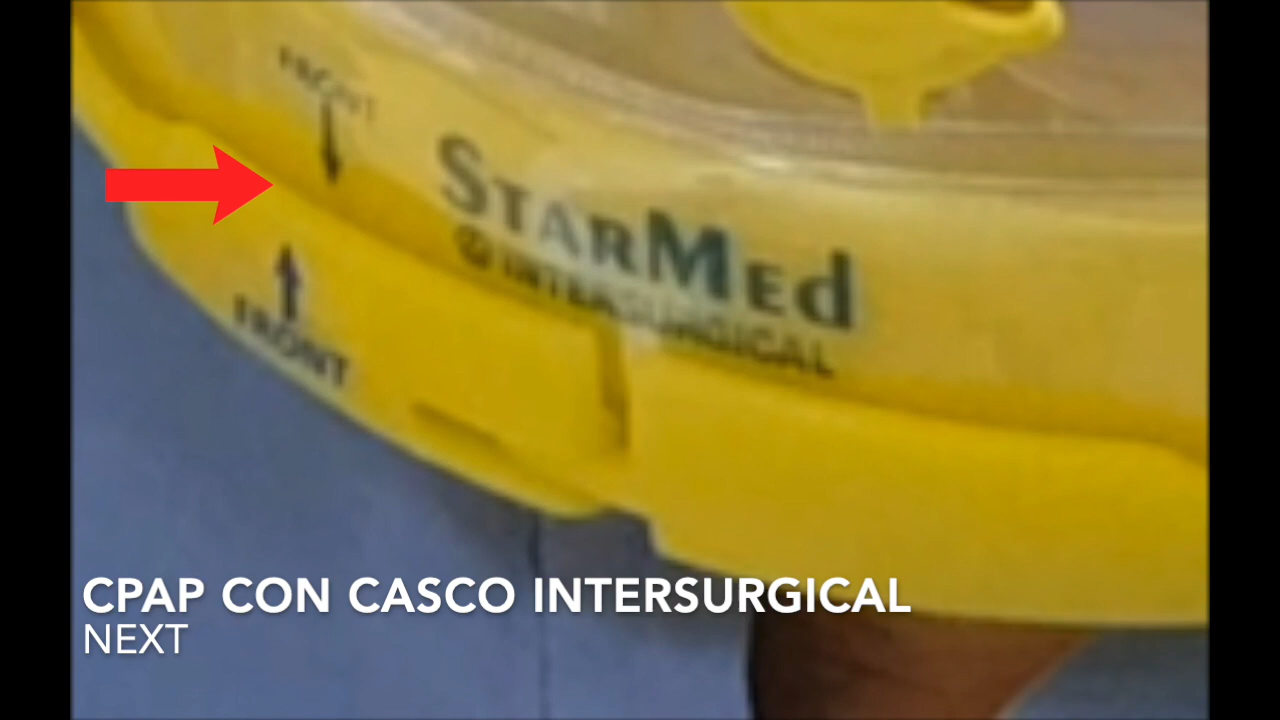 FRONT
STARMED
INTERSURGICAL
FRONT
CPAP CON CASCO INTERSURGICAL
NEXT